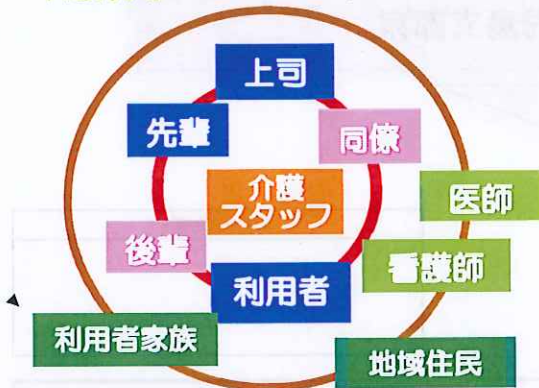 上司
先輩
同僚
介護
スタッフ
医師
後輩
看護師
利用者
利用者家族
地域住民